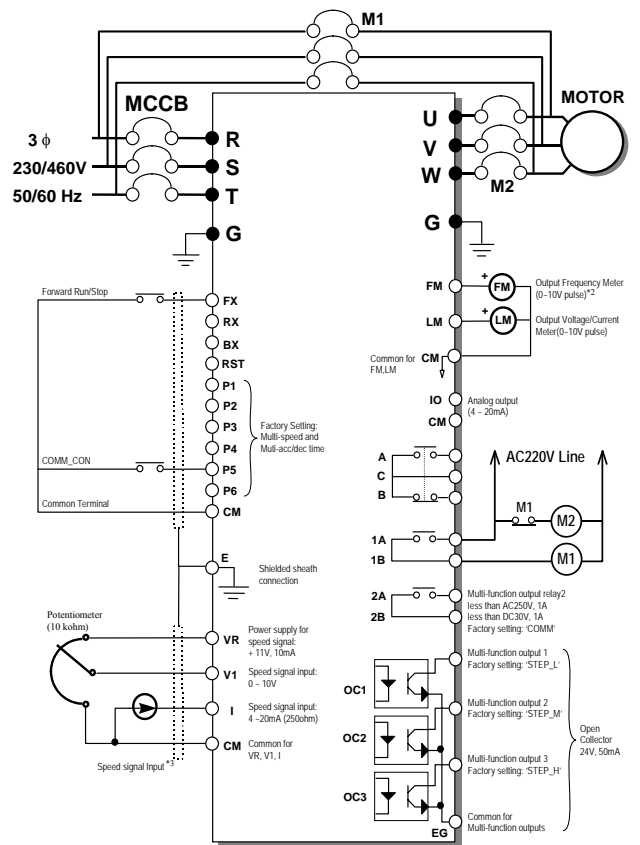 M1
MCCB
MOTOR
3 ϕ
230/460V
50/60 Hz
R
S
T
G
U
V
W
M2
G
Forward Run/Stop
FX
RX
BX
RST
P1
P2
P3
P4
P5
P6
CM
Factory Setting:
Multi-speed and
Muti-acc/dec time
COMM_CON
Common Terminal
E
Shielded sheath
connection
Potentiometer
(10 kohm)
VR
Power supply for
speed signal:
+ 11V, 10mA
V1
Speed signal input:
0 ~ 10V
I
Speed signal input:
4 ~20mA (250ohm)
CM
Common for
VR, V1, I
Speed signal Input*3
FM
+
FM
Output Frequency Meter
(0~10V pulse)*2
LM
+
LM
Output Voltage/Current
Meter(0~10V pulse)
Common for
FM,LM
CM
IO
Analog output
(4 ~ 20mA)
CM
A
C
B
AC220V Line
M1
M2
1A
1B
M1
2A
2B
Multi-function output relay2
less than AC250V, 1A
less than DC30V, 1A
Factory setting: 'COMM'
OC1
Multi-function output 1
Factory setting: 'STEP_L'
OC2
Multi-function output 2
Factory setting: 'STEP_M'
OC3
Multi-function output 3
Factory setting: 'STEP_H'
Open
Collector
24V, 50mA
EG
Common for
Multi-function outputs